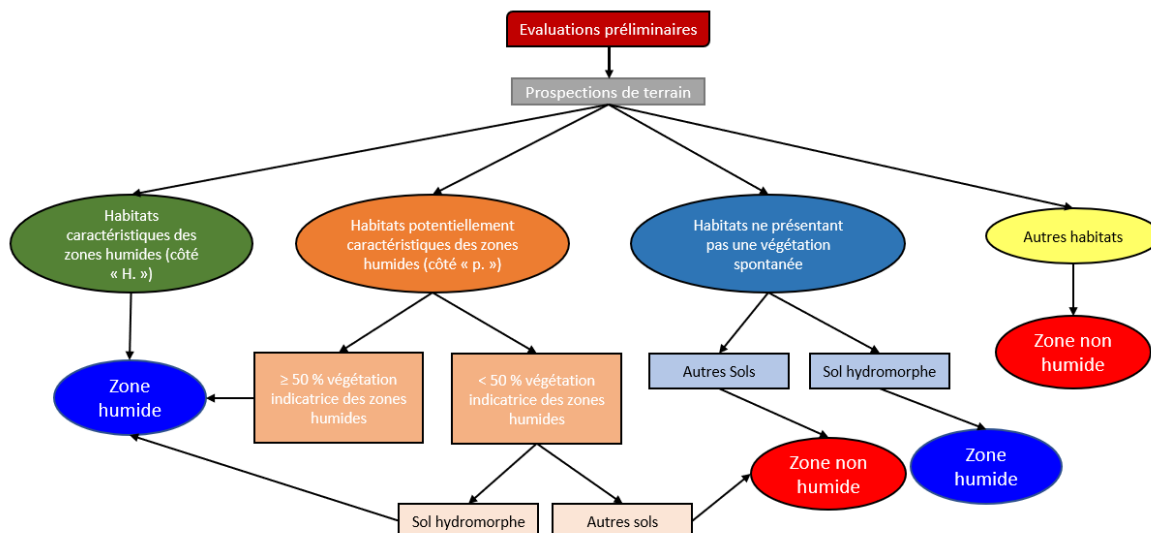 Evaluations préliminaires
Prospections de terrain
Habitats
caractéristiques des
zones humides (côté
« H. »)
Habitats potentiellement
caractéristiques des zones
humides (côté « p. »)
Habitats ne présentant
pas une végétation
spontanée
Autres habitats
Zone
humide
≥ 50 % végétation
indicatrice des zones
humides
< 50 % végétation
indicatrice des zones
humides
Autres Sols
Sol hydromorphe
Zone non
humide
Sol hydromorphe
Autres sols
Zone non
humide
Zone
humide